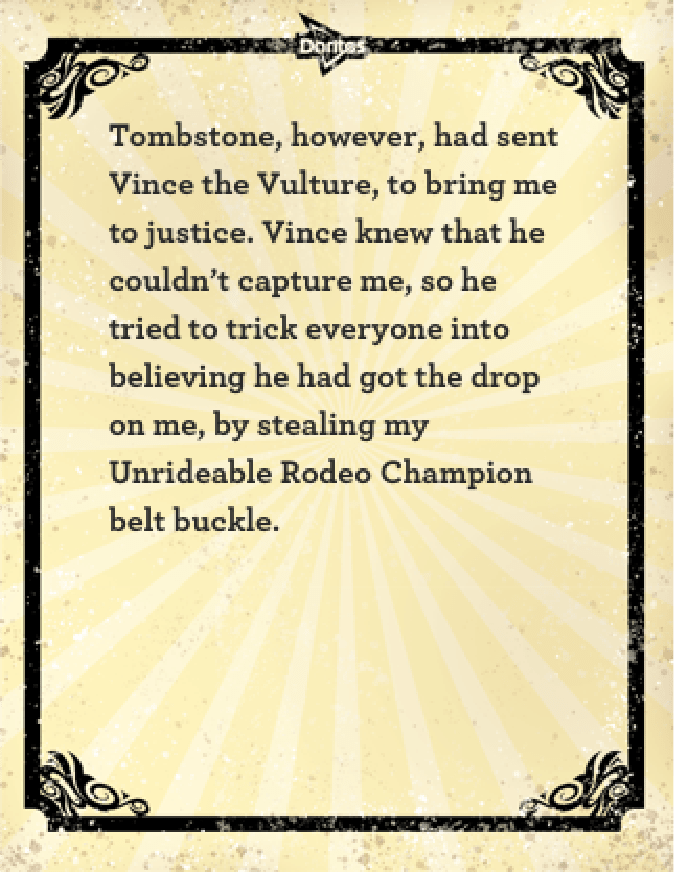 Doritos
Tombstone, however, had sent
Vince the Vulture, to bring me
to justice. Vince knew that he
couldn’t capture me, so he
tried to trick everyone into
believing he had got the drop
on me, by stealing my
Unrideable Rodeo Champion
belt buckle.